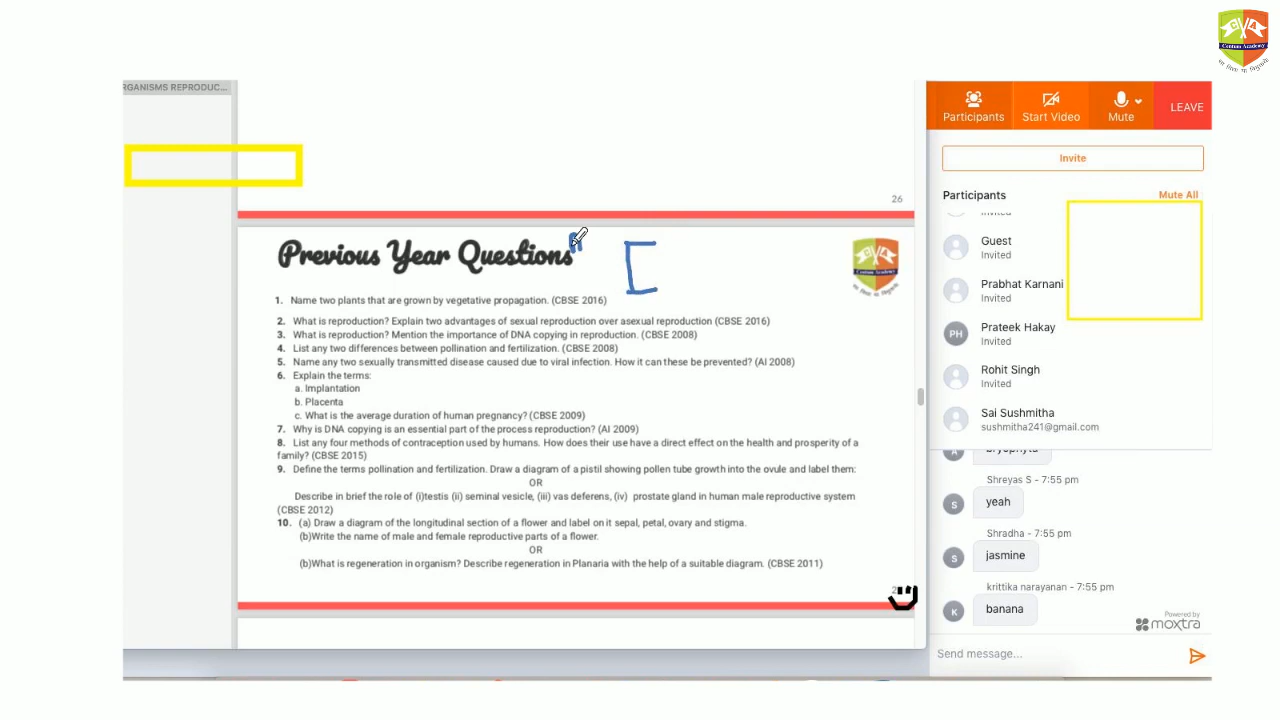 Contum Academy
RGANISMS REPRODUC...
Participants
Start Video
Mute
LEAVE
Invite
26
Participants
Mute All
Invited
Guest
Invited
Prabhat Karnani
Invited
PH
Prateek Hakay
Invited
Rohit Singh
Invited
Sai Sushmitha
sushmitha241@gmail.com
Previous Year Questions
1. Name two plants that are grown by vegetative propagation. (CBSE 2016)
2. What is reproduction? Explain two advantages of sexual reproduction over asexual reproduction (CBSE 2016)
3. What is reproduction? Mention the importance of DNA copying in reproduction. (CBSE 2008)
4. List any two differences between pollination and fertilization. (CBSE 2008)
5. Name any two sexually transmitted disease caused due to viral infection. How it can these be prevented? (AI 2008)
6. Explain the terms:
a. Implantation
b. Placenta
c. What is the average duration of human pregnancy? (CBSE 2009)
7. Why is DNA copying is an essential part of the process reproduction? (AI 2009)
8. List any four methods of contraception used by humans. How does their use have a direct effect on the health and prosperity of a
family? (CBSE 2015)
9. Define the terms pollination and fertilization. Draw a diagram of a pistil showing pollen tube growth into the ovule and label them:
OR
Describe in brief the role of (i)testis (ii) seminal vesicle, (iii) vas deferens, (iv) prostate gland in human male reproductive system
(CBSE 2012)
10. (a) Draw a diagram of the longitudinal section of a flower and label on it sepal, petal, ovary and stigma.
(b)Write the name of male and female reproductive parts of a flower.
OR
(b)What is regeneration in organism? Describe regeneration in Planaria with the help of a suitable diagram. (CBSE 2011)
A
bryophyta
Shreyas S - 7:55 pm
S
yeah
Shradha - 7:55 pm
S
jasmine
krittika narayanan - 7:55 pm
K
banana
Powered by
moxtra
Send message...